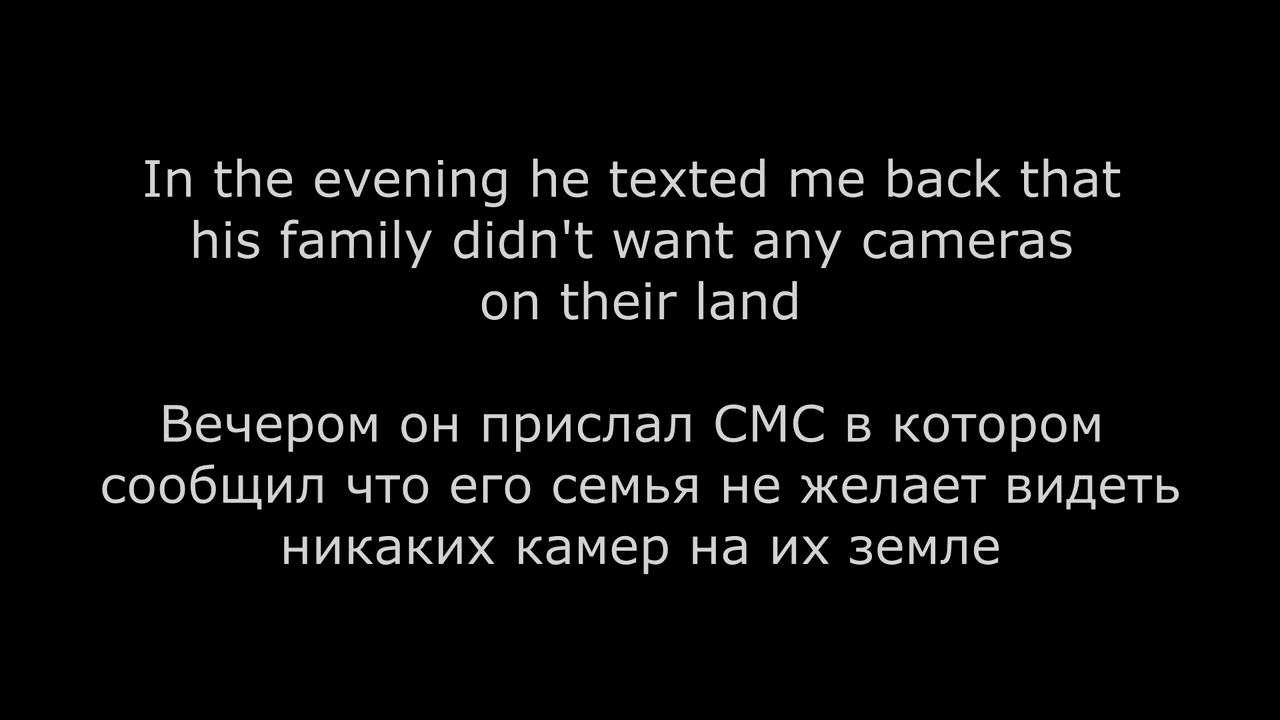 In the evening he texted me back that
his family didn't want any cameras
on their land
Вечером он прислал СМС в котором
сообщил что его семья не желает видеть
никаких камер на их земле